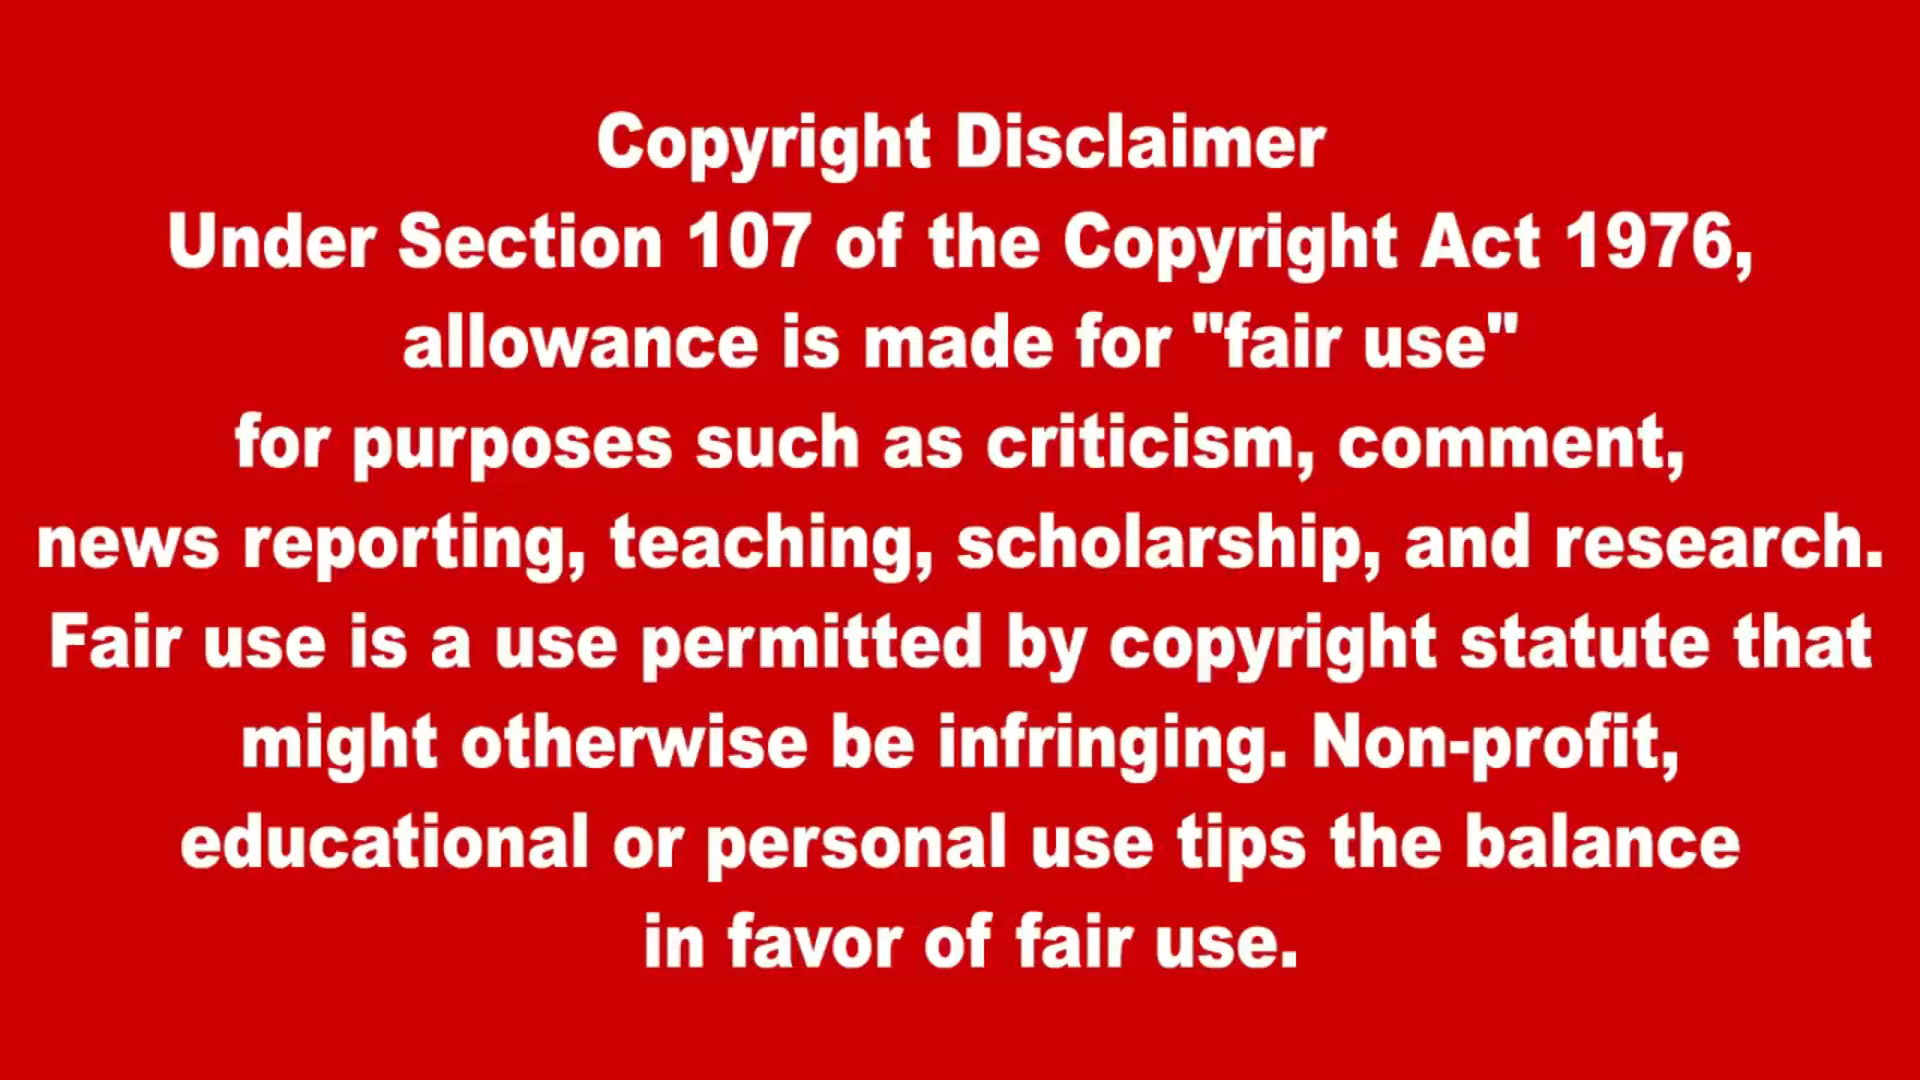 Copyright Disclaimer
Under Section 107 of the Copyright Act 1976,
allowance is made for "fair use"
for purposes such as criticism, comment,
news reporting, teaching, scholarship, and research.
Fair use is a use permitted by copyright statute that
might otherwise be infringing. Non-profit,
educational or personal use tips the balance
in favor of fair use.